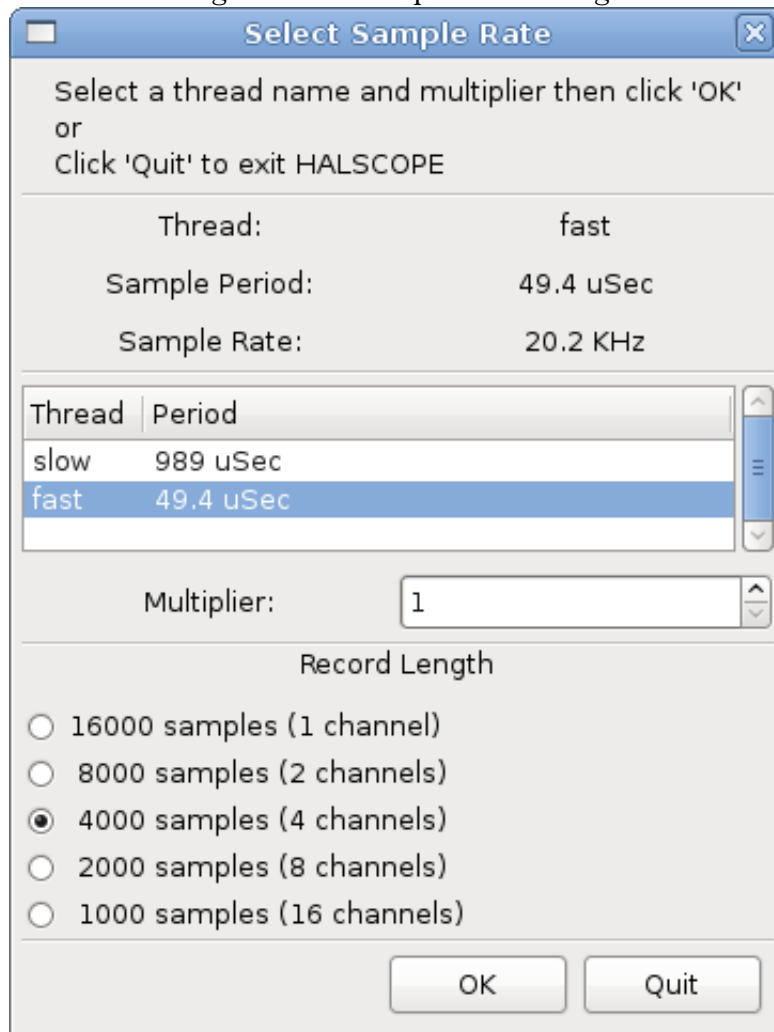 Select Sample Rate
Select a thread name and multiplier then click 'OK'
or
Click 'Quit' to exit HALSCOPE
Thread: fast
Sample Period: 49.4 uSec
Sample Rate: 20.2 KHz
Thread Period
slow 989 uSec
fast 49.4 uSec
Multiplier: 1
Record Length
16000 samples (1 channel)
8000 samples (2 channels)
4000 samples (4 channels)
2000 samples (8 channels)
1000 samples (16 channels)
OK Quit